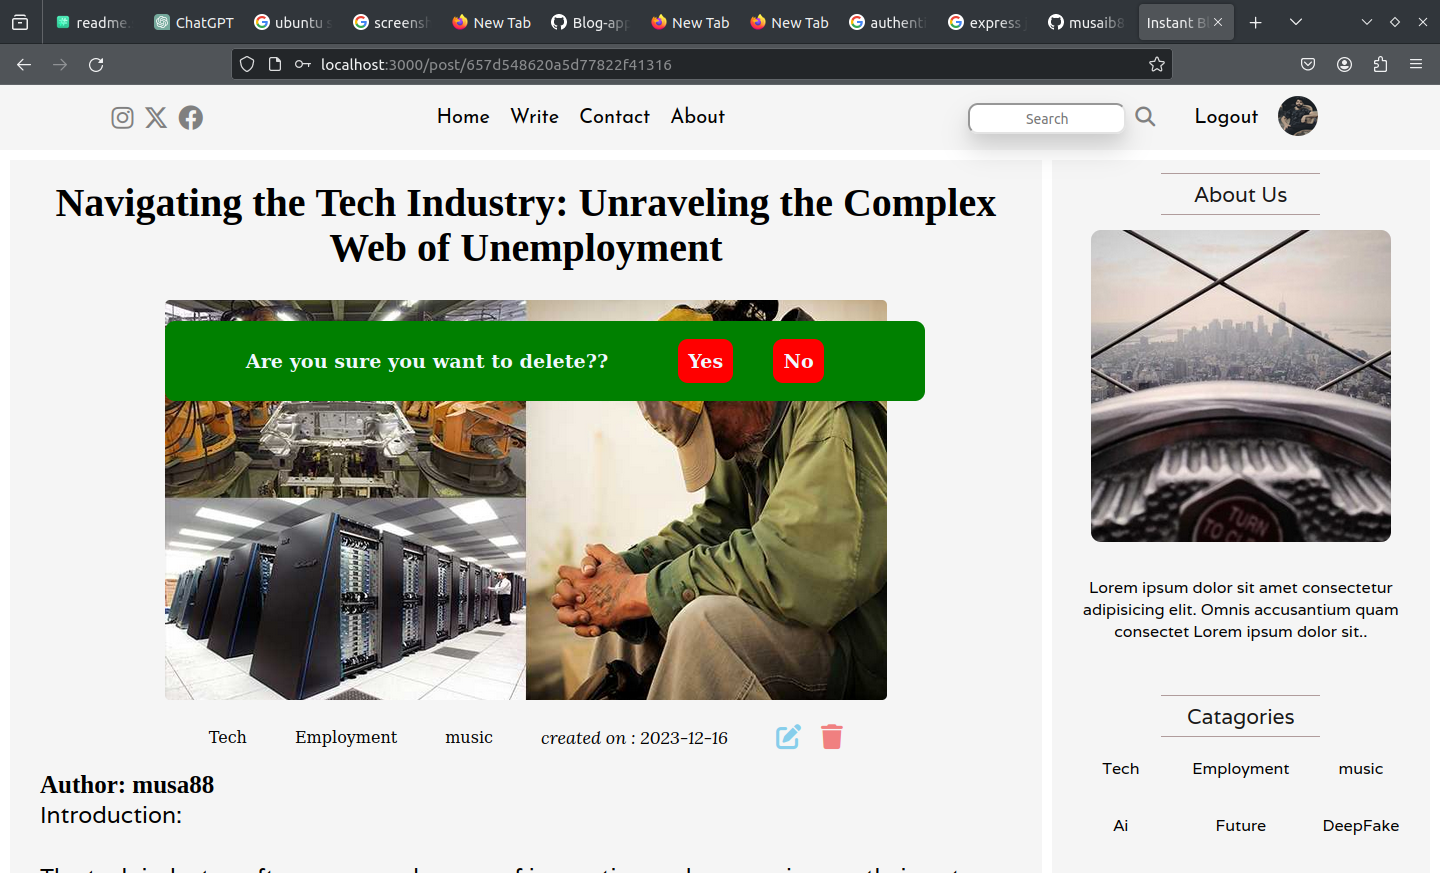 readme.
ChatGPT
ubuntu s
screensh
New Tab
Blog-app
New Tab
New Tab
authenti
express j
musaib8
Instant Bl
localhost:3000/post/657d548620a5d77822f41316
Home Write Contact About
Search
Logout
Navigating the Tech Industry: Unraveling the Complex
Web of Unemployment
Are you sure you want to delete??
Yes
No
Tech Employment music created on : 2023-12-16
Author: musa88
Introduction:
About Us
TURN
Lorem ipsum dolor sit amet consectetur
adipisicing elit. Omnis accusantium quam
consectet Lorem ipsum dolor sit..
Catagories
Tech Employment music
Ai Future DeepFake